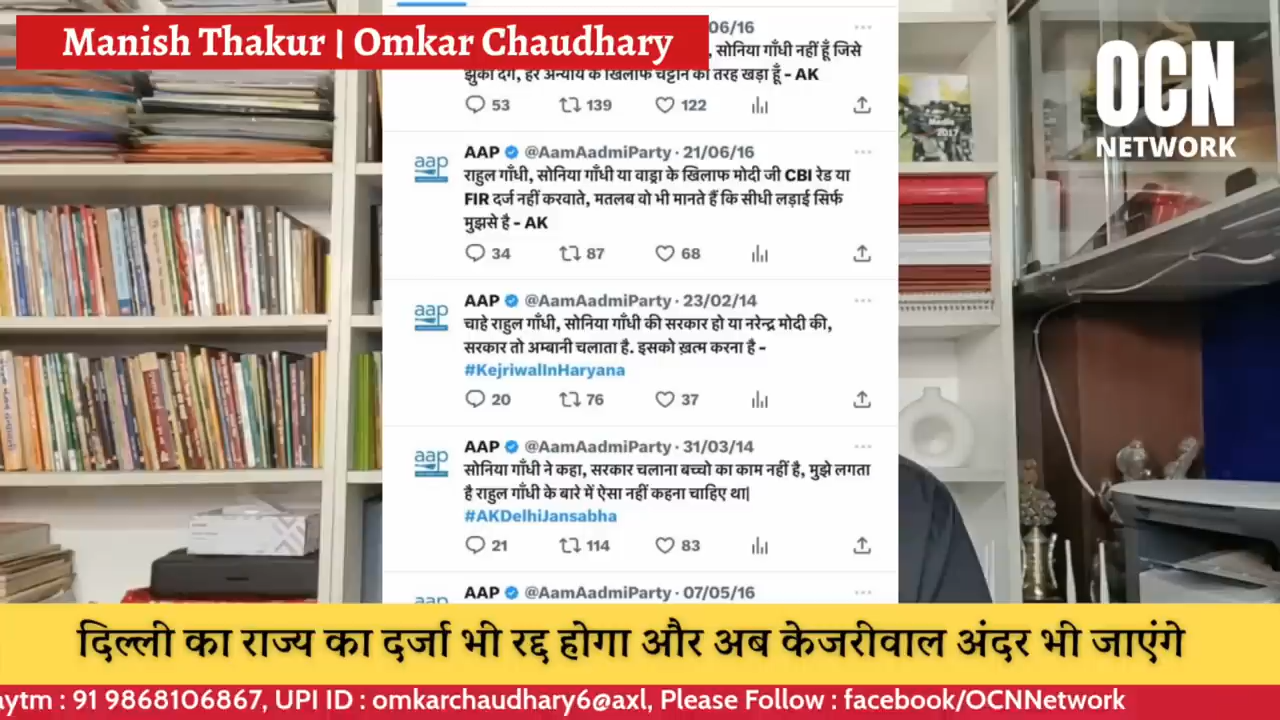 Manish Thakur | Omkar Chaudhary
OCN
NETWORK
06/16
, सोनिया गाँधी नहीं हूँ जिसे
झुका देंगे, हर अन्याय के खिलाफ चट्टान की तरह खड़ा हूँ - AK
53 139 122
aap
AAP @AamAadmiParty · 21/06/16
राहुल गाँधी, सोनिया गाँधी या वाड्रा के खिलाफ मोदी जी CBI रेड या
FIR दर्ज नहीं करवाते, मतलब वो भी मानते हैं कि सीधी लड़ाई सिर्फ
मुझसे है - AK
34 87 68
aap
AAP @AamAadmiParty · 23/02/14
चाहे राहुल गाँधी, सोनिया गाँधी की सरकार हो या नरेन्द्र मोदी की,
सरकार तो अम्बानी चलाता है. इसको ख़त्म करना है -
#KejriwalInHaryana
20 76 37
aap
AAP @AamAadmiParty · 31/03/14
सोनिया गाँधी ने कहा, सरकार चलाना बच्चो का काम नहीं है, मुझे लगता
है राहुल गाँधी के बारे में ऐसा नहीं कहना चाहिए था|
#AKDelhiJansabha
21 114 83
aap
AAP @AamAadmiParty · 07/05/16
दिल्ली का राज्य का दर्जा भी रद्द होगा और अब केजरीवाल अंदर भी जाएंगे
aytm : 91 9868106867, UPI ID : omkarchaudhary6@axl, Please Follow : facebook/OCNNetwork